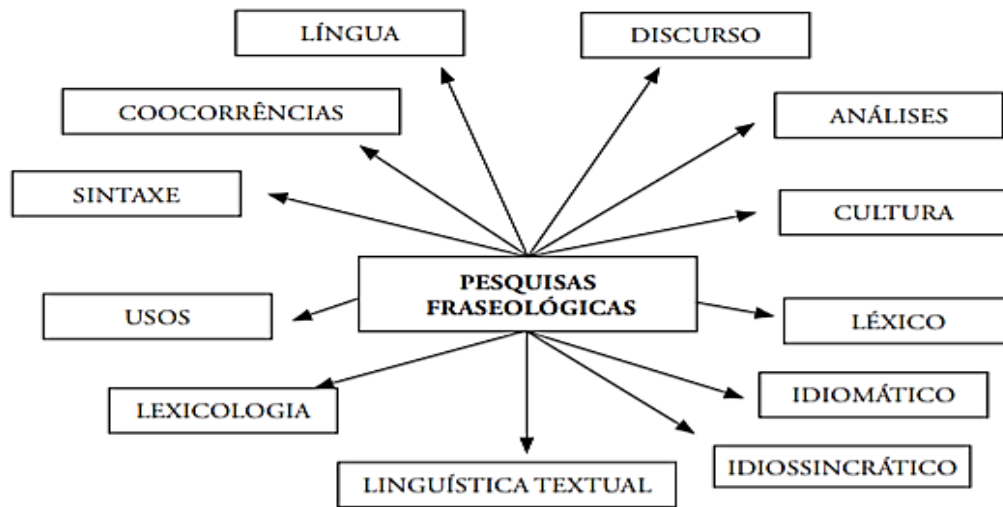 LÍNGUA
DISCURSO
COOCORRÊNCIAS
ANÁLISES
SINTAXE
CULTURA
PESQUISAS
FRASEOLÓGICAS
USOS
LÉXICO
LEXICOLOGIA
IDIOMÁTICO
IDIOSSINCRÁTICO
LINGUÍSTICA TEXTUAL